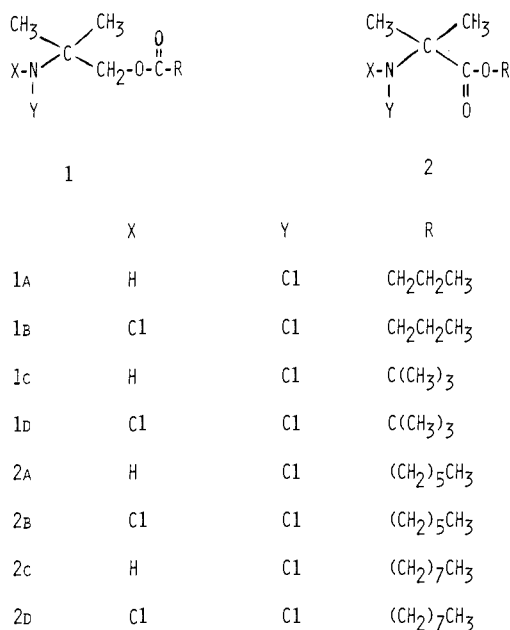 CH3 CH3 CH3 CH3
O
C C
X-N CH2-O-C-R X-N C-O-R
Y Y O
1 2
X Y R
1A H Cl CH2CH2CH3
1B Cl Cl CH2CH2CH3
1C H Cl C(CH3)3
1D Cl Cl C(CH3)3
2A H Cl (CH2)5CH3
2B Cl Cl (CH2)5CH3
2C H Cl (CH2)7CH3
2D Cl Cl (CH2)7CH3